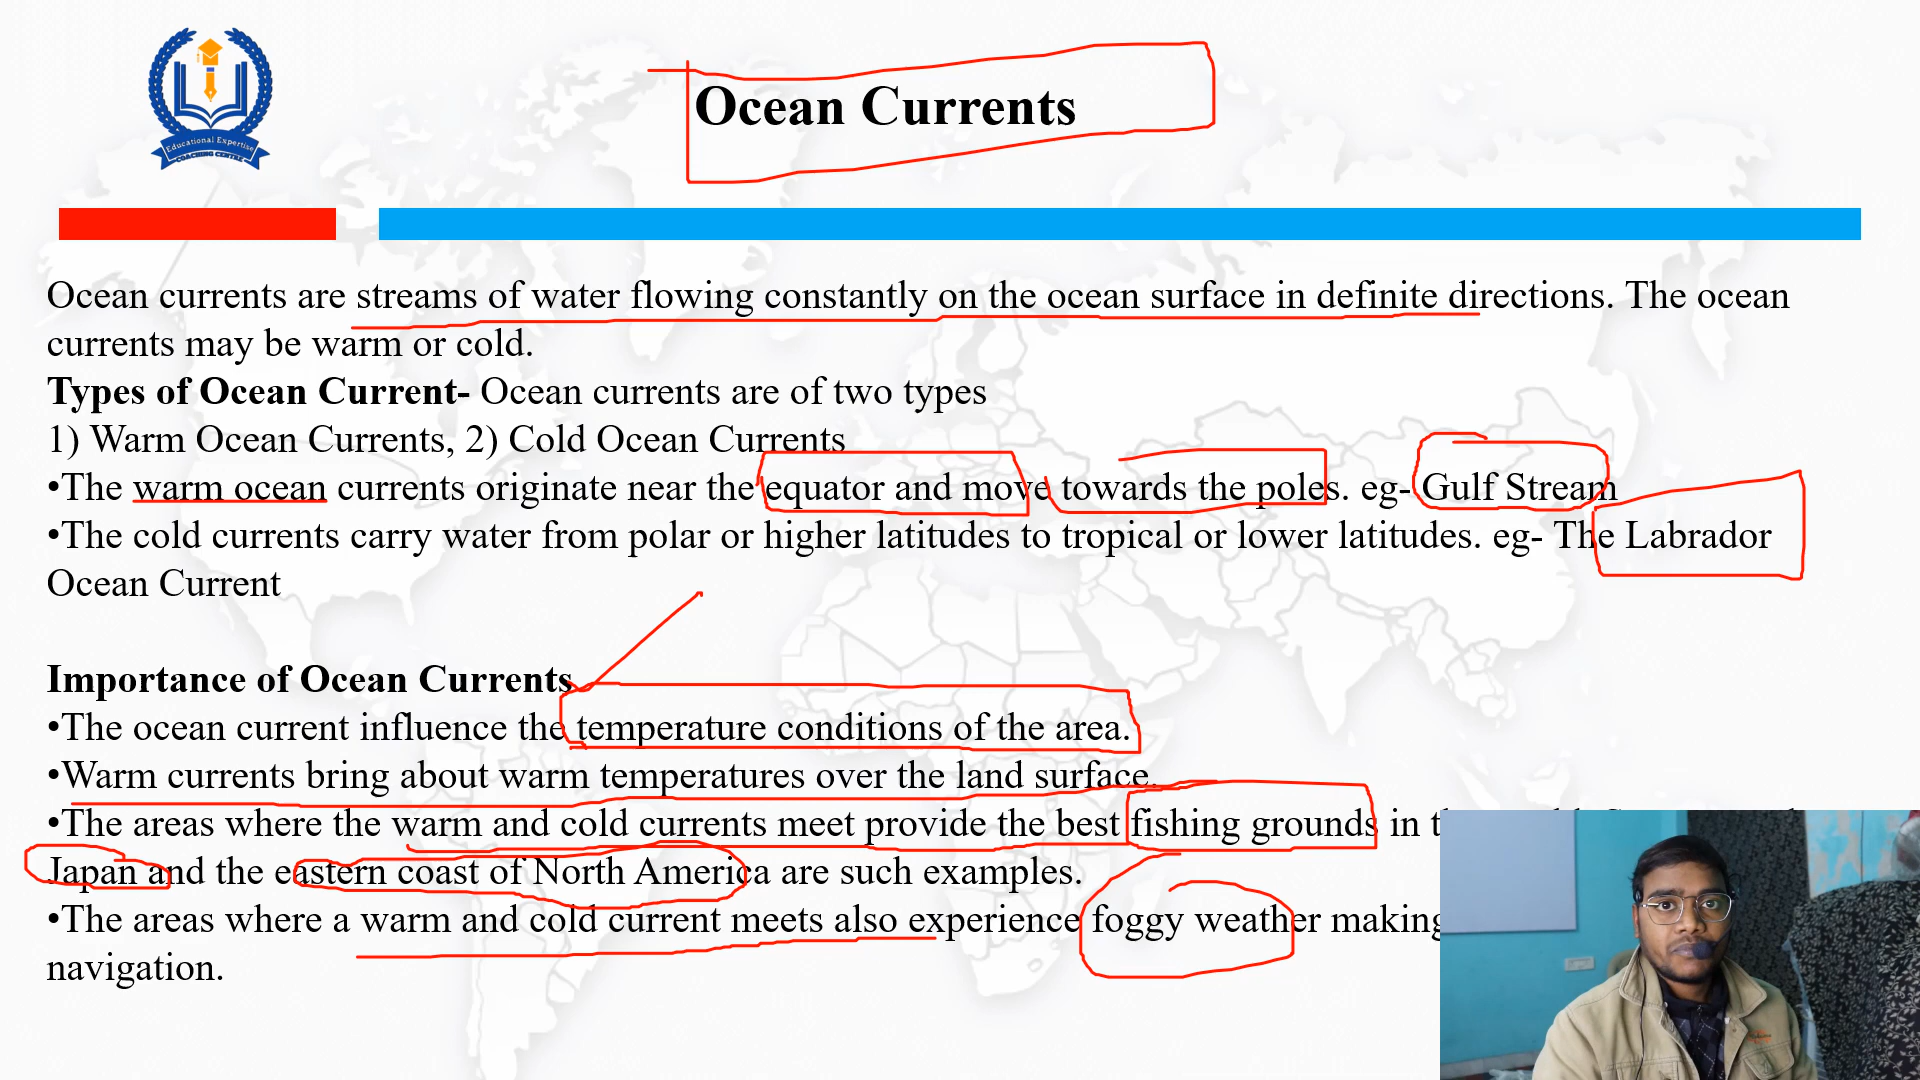 Educational Expertise
COACHING CENTRE
Ocean Currents
Ocean currents are streams of water flowing constantly on the ocean surface in definite directions. The ocean
currents may be warm or cold.
Types of Ocean Current- Ocean currents are of two types
1) Warm Ocean Currents, 2) Cold Ocean Currents
•The warm ocean currents originate near the equator and move towards the poles. eg- Gulf Stream
•The cold currents carry water from polar or higher latitudes to tropical or lower latitudes. eg- The Labrador
Ocean Current
Importance of Ocean Currents
•The ocean current influence the temperature conditions of the area.
•Warm currents bring about warm temperatures over the land surface.
•The areas where the warm and cold currents meet provide the best fishing grounds in
Japan and the eastern coast of North America are such examples.
•The areas where a warm and cold current meets also experience foggy weather making
navigation.